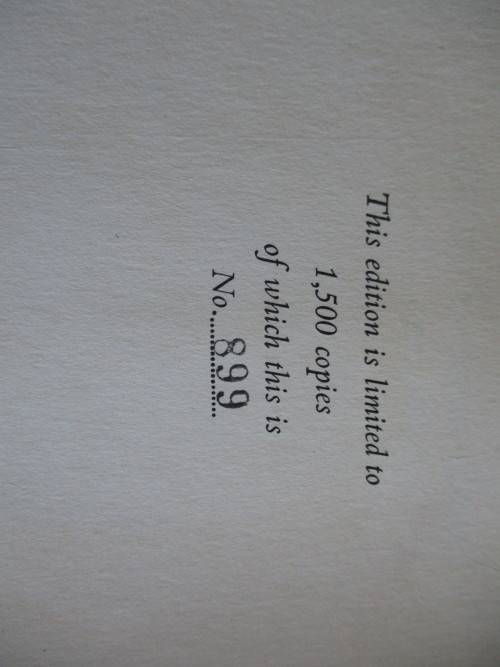 This edition is limited to
1,500 copies
of which this is
No. 899